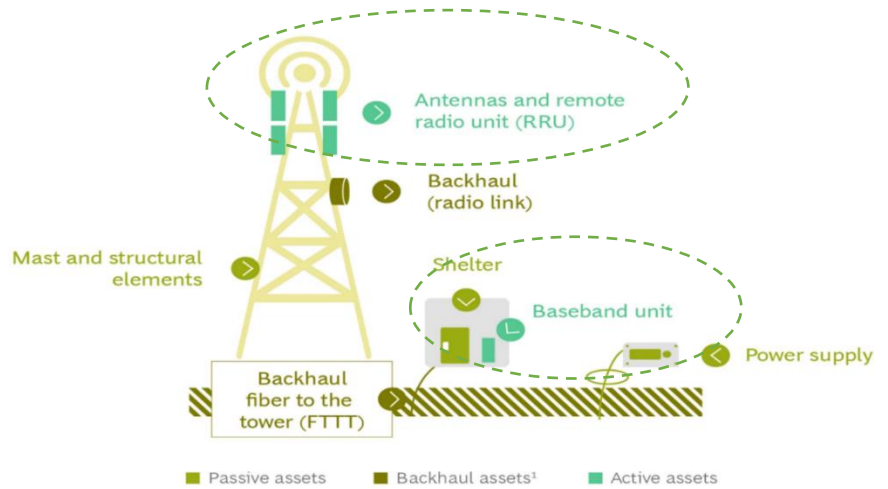 Antennas and remote
radio unit (RRU)
Backhaul
(radio link)
Mast and structural
elements
Shelter
Baseband unit
Power supply
Backhaul
fiber to the
tower (FTTT)
Passive assets
Backhaul assets¹
Active assets